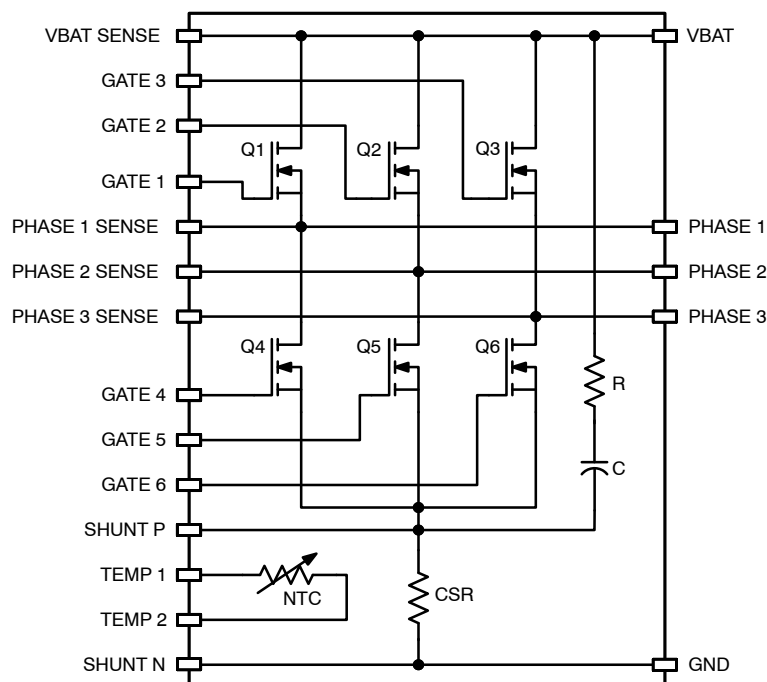 VBAT SENSE
VBAT
GATE 3
GATE 2
Q1
Q2
Q3
GATE 1
PHASE 1 SENSE
PHASE 1
PHASE 2 SENSE
PHASE 2
PHASE 3 SENSE
PHASE 3
Q4
Q5
Q6
R
GATE 4
GATE 5
C
GATE 6
SHUNT P
TEMP 1
NTC
CSR
TEMP 2
SHUNT N
GND